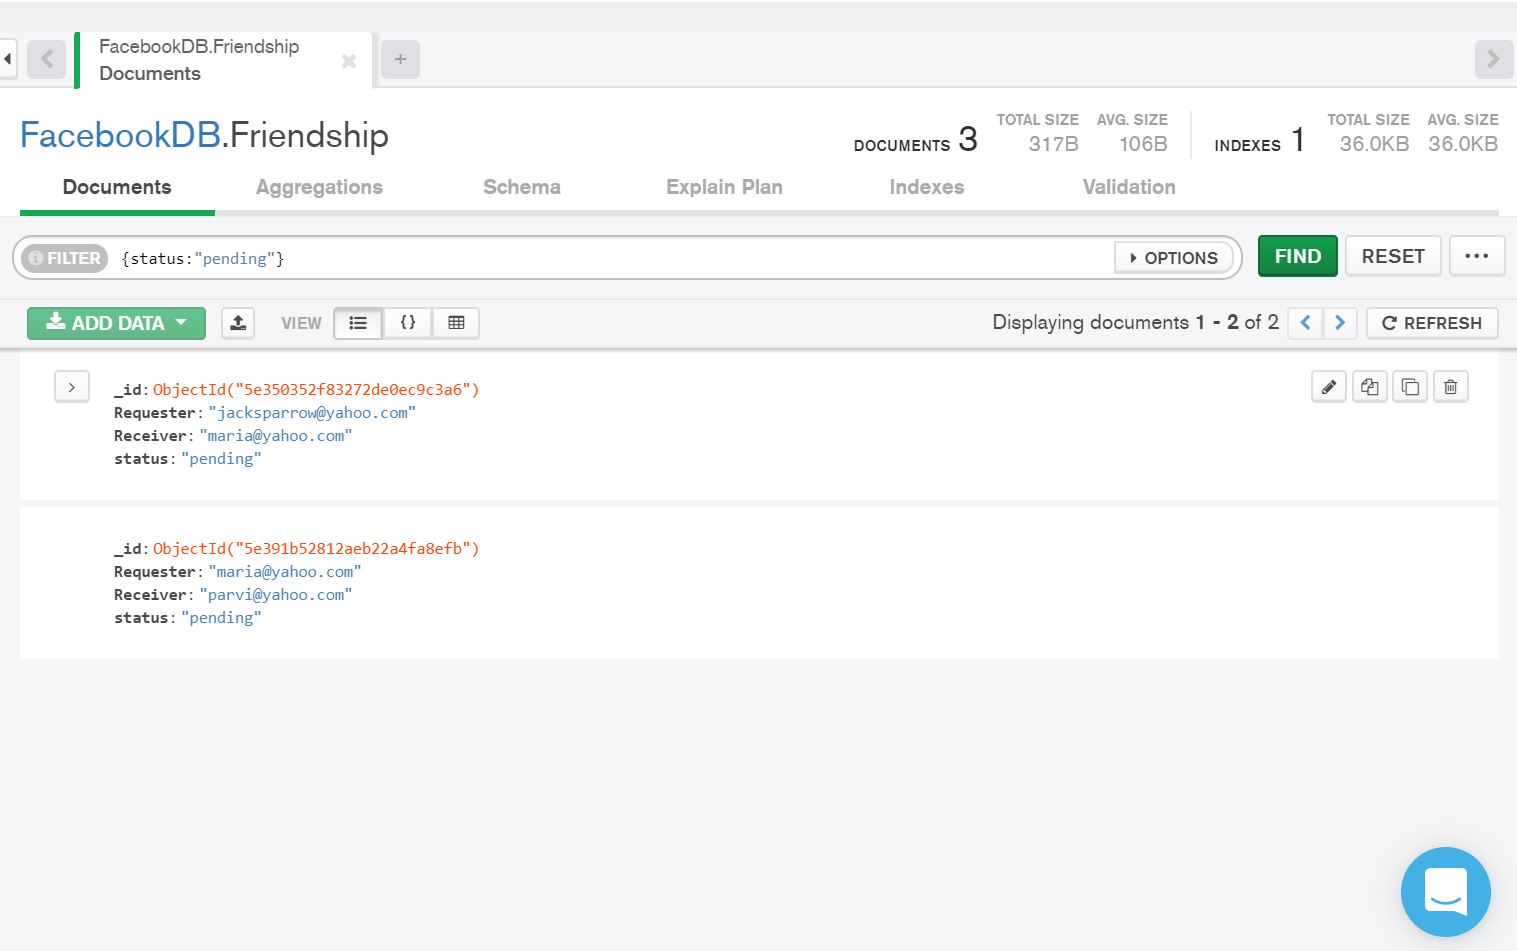 FacebookDB.Friendship
Documents
FacebookDB.Friendship
DOCUMENTS 3 TOTAL SIZE 317B AVG. SIZE 106B INDEXES 1 TOTAL SIZE 36.0KB AVG. SIZE 36.0KB
Documents Aggregations Schema Explain Plan Indexes Validation
FILTER {status:"pending"} OPTIONS FIND RESET ...
ADD DATA VIEW {} Displaying documents 1 - 2 of 2 REFRESH
_id: ObjectId("5e350352f83272de0ec9c3a6")
Requester: "jacksparrow@yahoo.com"
Receiver: "maria@yahoo.com"
status: "pending"
_id: ObjectId("5e391b52812aeb22a4fa8efb")
Requester: "maria@yahoo.com"
Receiver: "parvi@yahoo.com"
status: "pending"